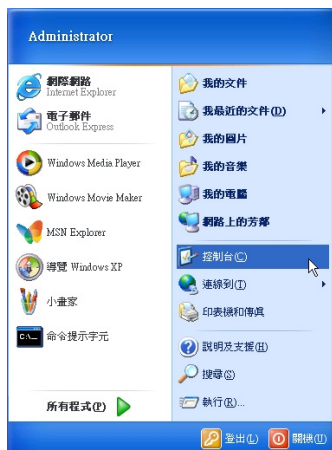 Administrator
網際網路
Internet Explorer
電子郵件
Outlook Express
Windows Media Player
Windows Movie Maker
MSN Explorer
導覽 Windows XP
小畫家
C:\_
命令提示字元
所有程式(P)
我的文件
我最近的文件(D)
我的圖片
我的音樂
我的電腦
網路上的芳鄰
控制台(C)
連線到(T)
印表機和傳真
說明及支援(H)
搜尋(S)
執行(R)...
登出(L)
關機(U)